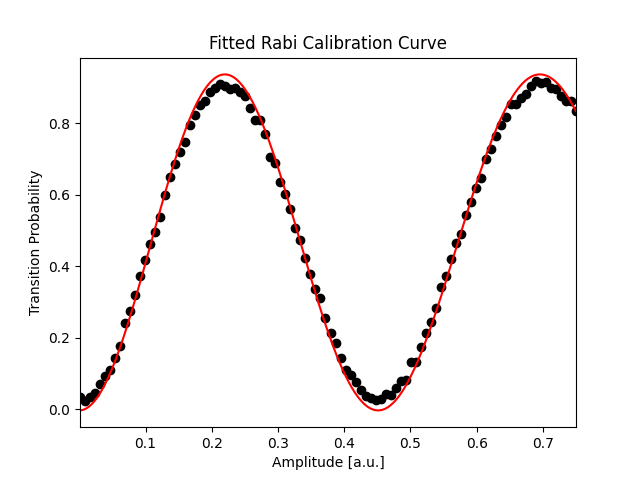 Fitted Rabi Calibration Curve
Transition Probability
0.8
0.6
0.4
0.2
0.0
0.1 0.2 0.3 0.4 0.5 0.6 0.7
Amplitude [a.u.]